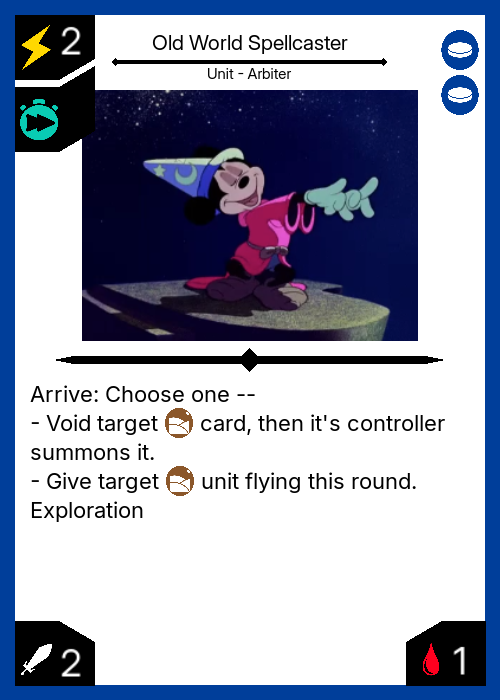 2
Old World Spellcaster
Unit - Arbiter
Arrive: Choose one --
- Void target card, then it's controller
summons it.
- Give target unit flying this round.
Exploration
2
1